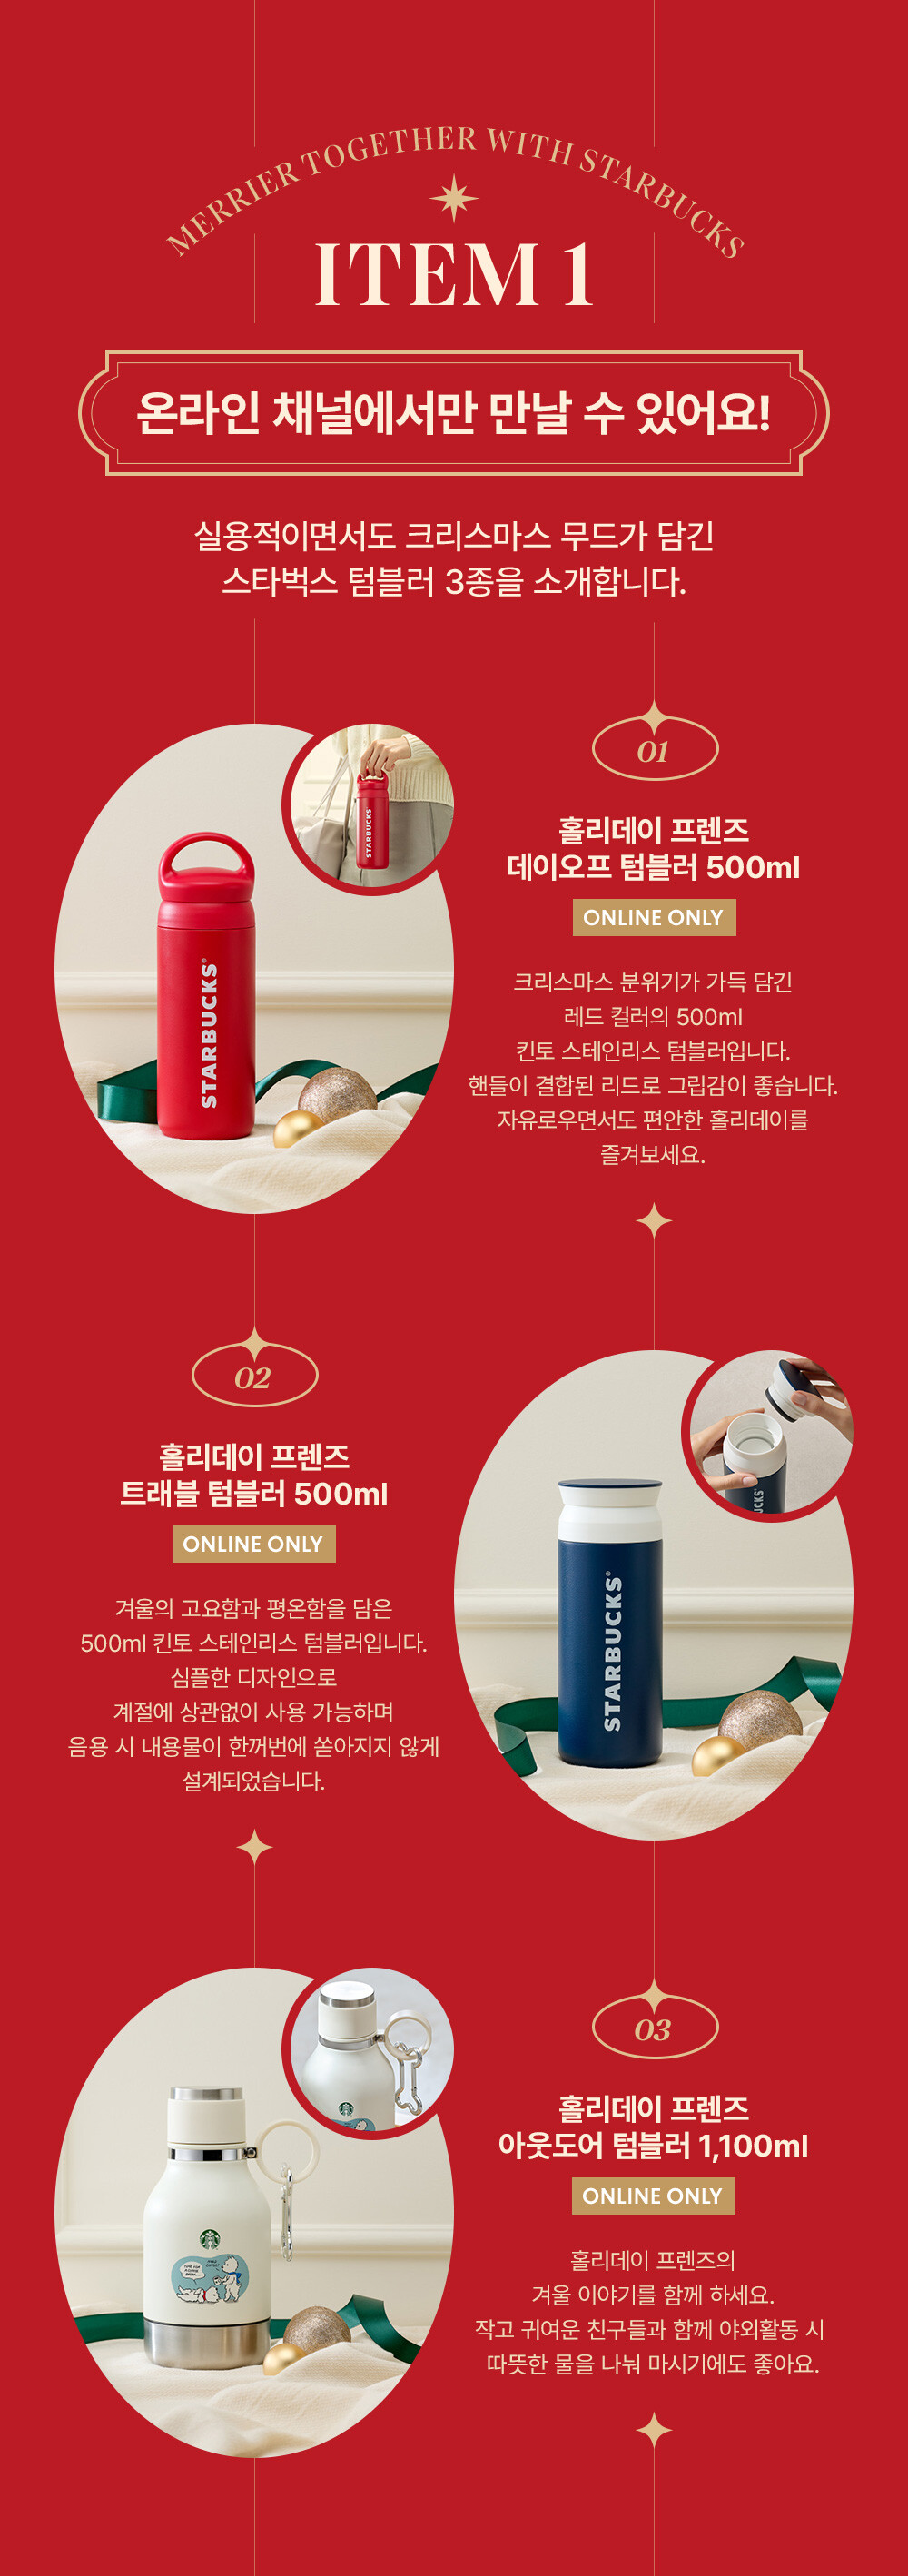 MERRIER TOGETHER WITH STARBUCKS
ITEM 1
온라인 채널에서만 만날 수 있어요!
실용적이면서도 크리스마스 무드가 담긴
스타벅스 텀블러 3종을 소개합니다.
STARBUCKS
STARBUCKS
01
홀리데이 프렌즈
데이오프 텀블러 500ml
ONLINE ONLY
크리스마스 분위기가 가득 담긴
레드 컬러의 500ml
킨토 스테인리스 텀블러입니다.
핸들이 결합된 리드로 그립감이 좋습니다.
자유로우면서도 편안한 홀리데이를
즐겨보세요.
02
홀리데이 프렌즈
트래블 텀블러 500ml
ONLINE ONLY
겨울의 고요함과 평온함을 담은
500ml 킨토 스테인리스 텀블러입니다.
심플한 디자인으로
계절에 상관없이 사용 가능하며
음용 시 내용물이 한꺼번에 쏟아지지 않게
설계되었습니다.
UCKS
STARBUCKS
03
홀리데이 프렌즈
아웃도어 텀블러 1,100ml
ONLINE ONLY
홀리데이 프렌즈의
겨울 이야기를 함께 하세요.
작고 귀여운 친구들과 함께 야외활동 시
따뜻한 물을 나눠 마시기에도 좋아요.